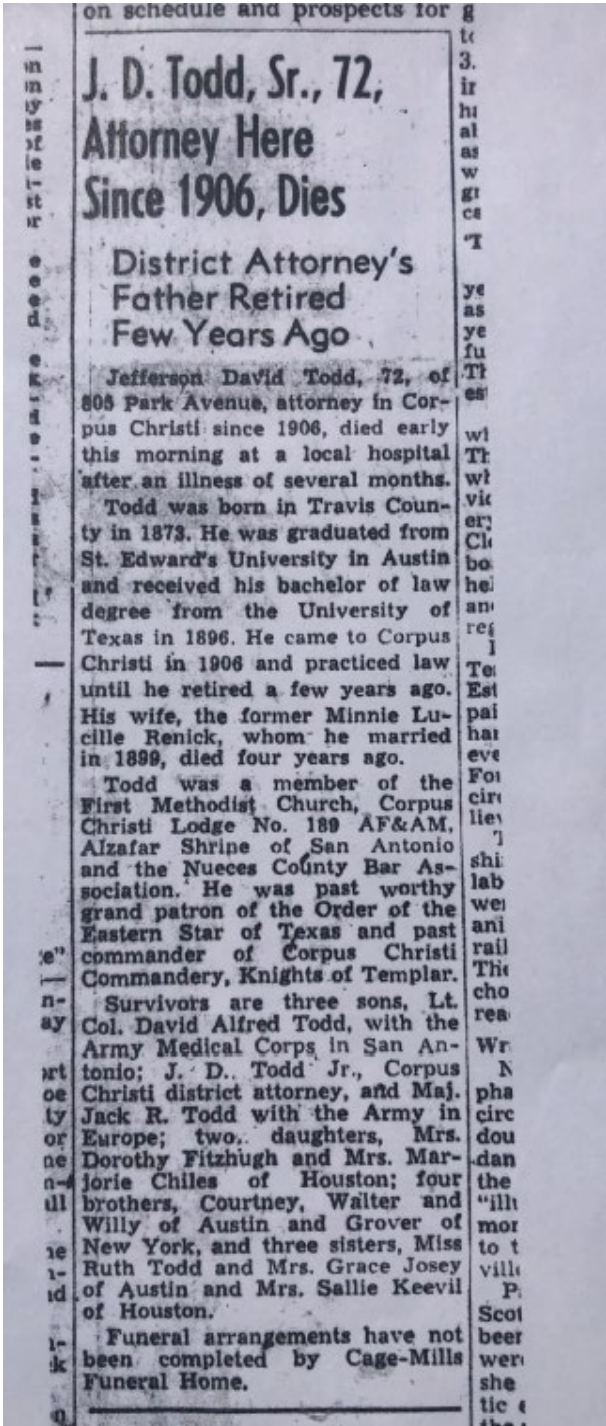 on schedule and prospects for
J. D. Todd, Sr., 72,
Attorney Here
Since 1906, Dies
District Attorney's
Father Retired
Few Years Ago
Jefferson David Todd, 72, of
805 Park Avenue, attorney in Cor-
pus Christi since 1906, died early
this morning at a local hospital
after an illness of several months.
Todd was born in Travis Coun-
ty in 1873. He was graduated from
St. Edward's University in Austin
and received his bachelor of law
degree from the University of
Texas in 1896. He came to Corpus
Christi in 1906 and practiced law
until he retired a few years ago.
His wife, the former Minnie Lu-
cille Renick, whom he married
in 1899, died four years ago.
Todd was a member of the
First Methodist Church, Corpus
Christi Lodge No. 189 AF&AM,
Alzafar Shrine of San Antonio
and the Nueces County Bar As-
sociation. He was past worthy
grand patron of the Order of the
Eastern Star of Texas and past
commander of Corpus Christi
Commandery, Knights of Templar.
Survivors are three sons, Lt.
Col. David Alfred Todd, with the
Army Medical Corps in San An-
tonio; J. D. Todd Jr., Corpus
Christi district attorney, and Maj.
Jack R. Todd with the Army in
Europe; two daughters, Mrs.
Dorothy Fitzhugh and Mrs. Mar-
jorie Chiles of Houston; four
brothers, Courtney, Walter and
Willy of Austin and Grover of
New York, and three sisters, Miss
Ruth Todd and Mrs. Grace Josey
of Austin and Mrs. Sallie Keevil
of Houston.
Funeral arrangements have not
been completed by Cage-Mills
Funeral Home.